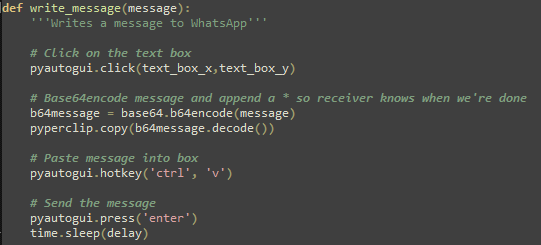 def write_message(message):
'''Writes a message to WhatsApp'''
# Click on the text box
pyautogui.click(text_box_x,text_box_y)
# Base64encode message and append a * so receiver knows when we're done
b64message = base64.b64encode(message)
pyperclip.copy(b64message.decode())
# Paste message into box
pyautogui.hotkey('ctrl', 'v')
# Send the message
pyautogui.press('enter')
time.sleep(delay)